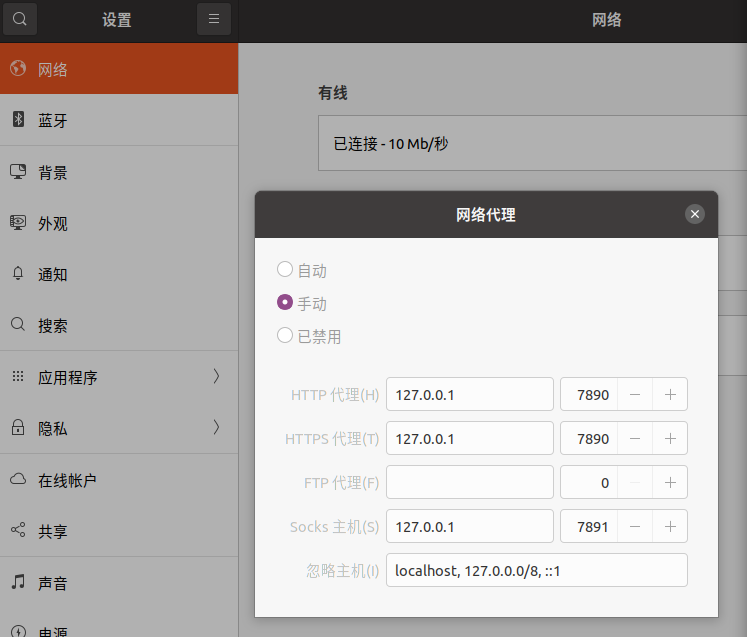 设置
网络
网络
蓝牙
背景
外观
通知
搜索
应用程序
隐私
在线帐户
共享
声音
电源
有线
已连接 - 10 Mb/秒
网络代理
自动
手动
已禁用
HTTP 代理(H) 127.0.0.1 7890 − +
HTTPS 代理(T) 127.0.0.1 7890 − +
FTP 代理(F) 0 − +
Socks 主机(S) 127.0.0.1 7891 − +
忽略主机(I) localhost, 127.0.0.0/8, ::1